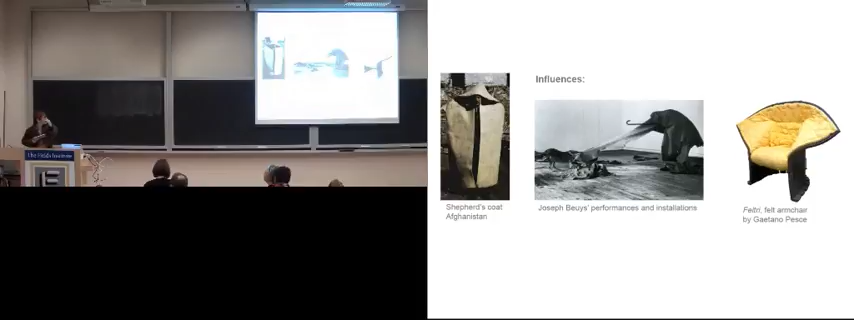 The Fields Institute
Influences:
Shepherd's coat
Afghanistan
Joseph Beuys' performances and installations
Feltri, felt armchair
by Gaetano Pesce